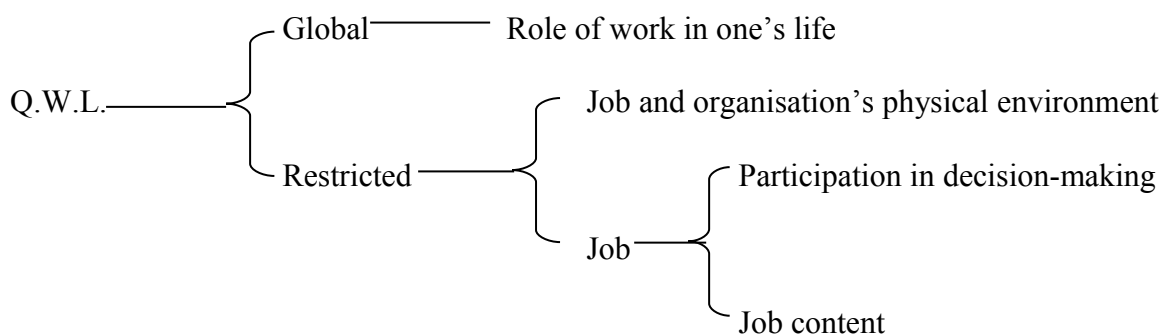 Global
Role of work in one’s life
Q.W.L.
Job and organisation’s physical environment
Restricted
Participation in decision-making
Job
Job content